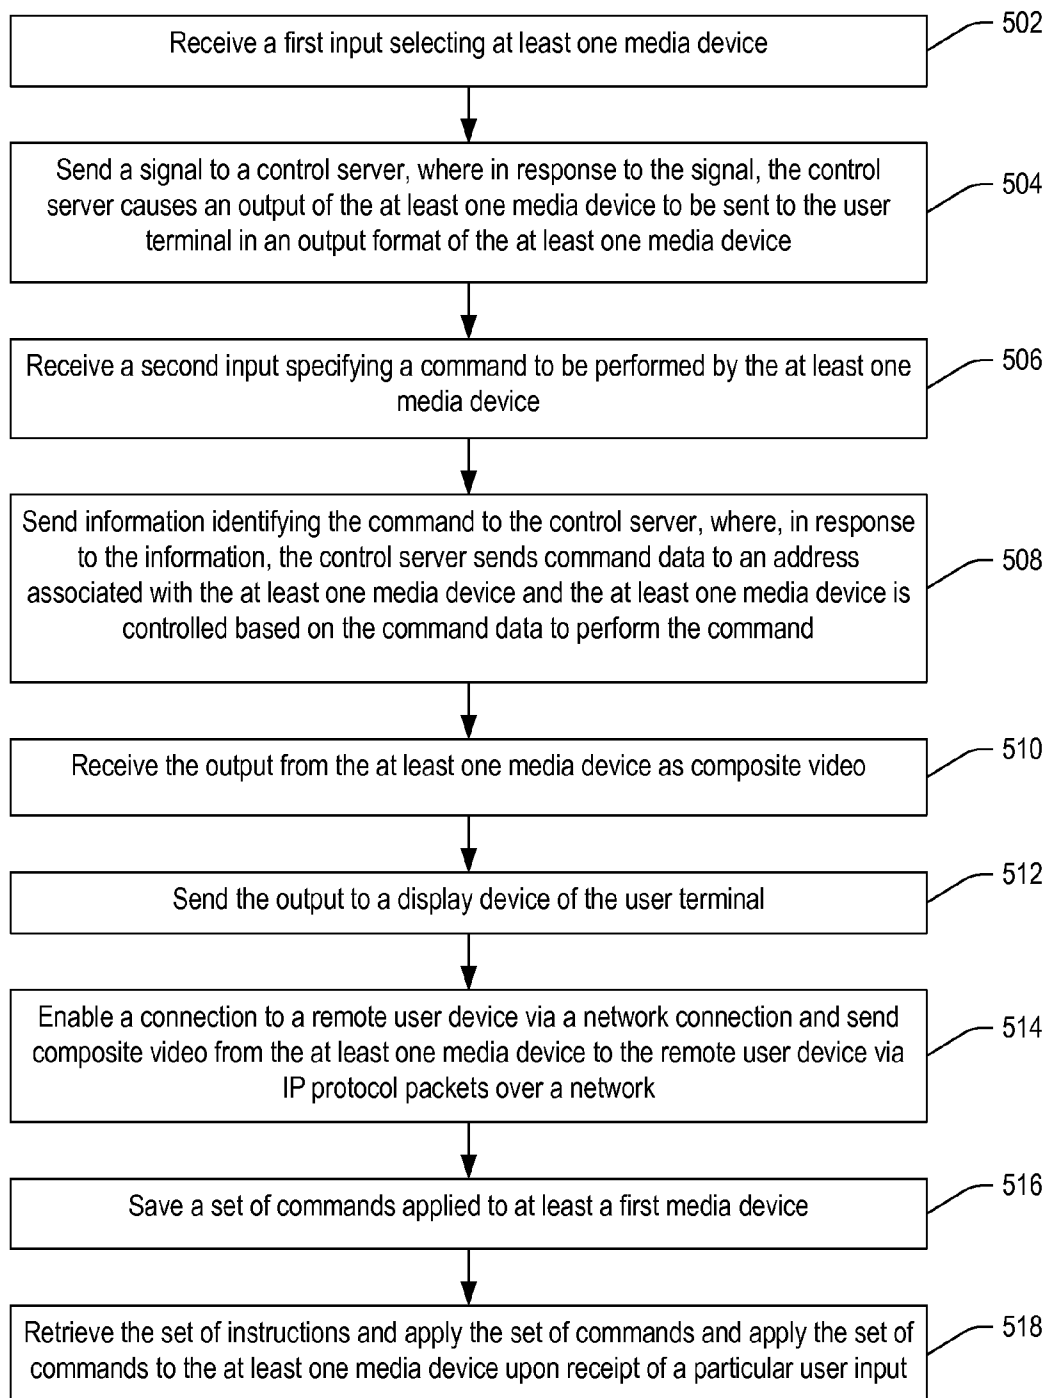 Receive a first input selecting at least one media device
502
Send a signal to a control server, where in response to the signal, the control
server causes an output of the at least one media device to be sent to the user
terminal in an output format of the at least one media device
504
Receive a second input specifying a command to be performed by the at least one
media device
506
Send information identifying the command to the control server, where, in response
to the information, the control server sends command data to an address
associated with the at least one media device and the at least one media device is
controlled based on the command data to perform the command
508
Receive the output from the at least one media device as composite video
510
Send the output to a display device of the user terminal
512
Enable a connection to a remote user device via a network connection and send
composite video from the at least one media device to the remote user device via
IP protocol packets over a network
514
Save a set of commands applied to at least a first media device
516
Retrieve the set of instructions and apply the set of commands and apply the set of
commands to the at least one media device upon receipt of a particular user input
518